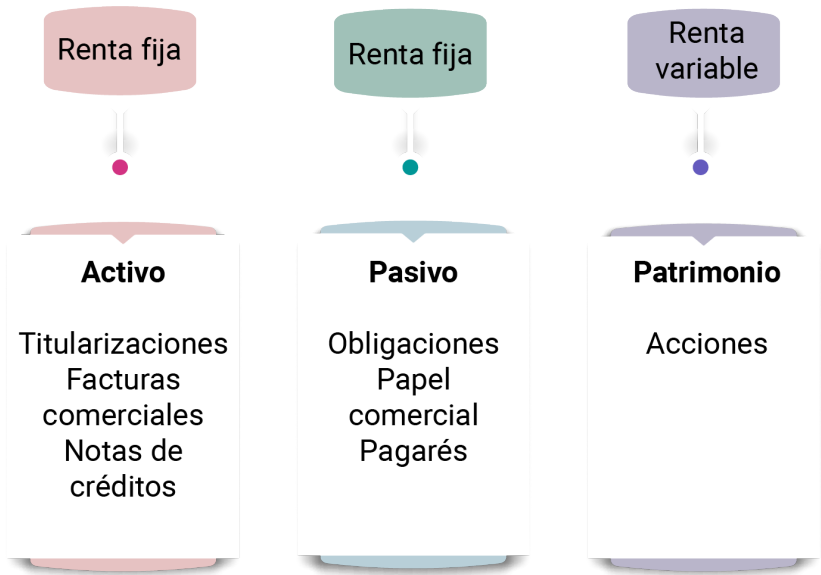 Renta fija
Activo
Titularizaciones
Facturas
comerciales
Notas de
créditos
Renta fija
Pasivo
Obligaciones
Papel
comercial
Pagarés
Renta
variable
Patrimonio
Acciones